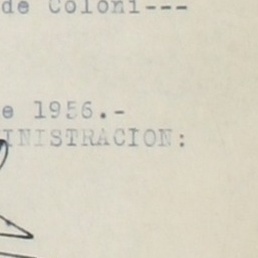 de Coloni---
e 1956.-
INISTRACION: